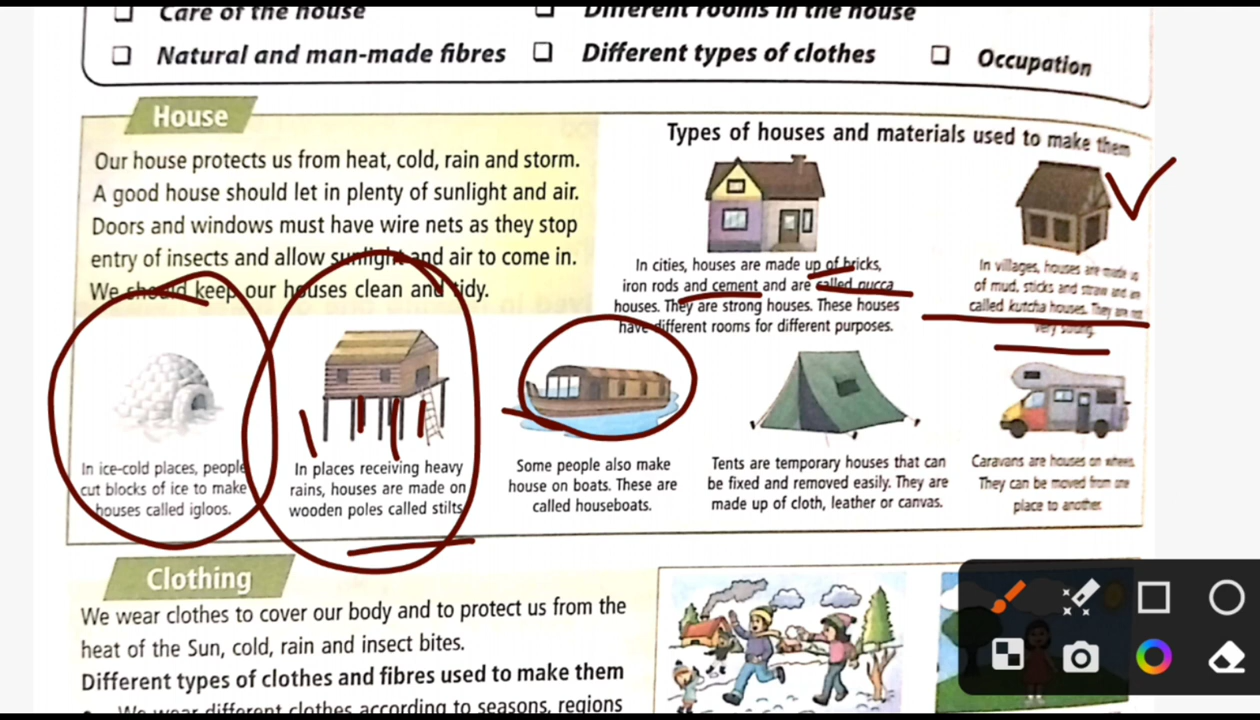 Care of the house
Different rooms in the house
Natural and man-made fibres
Different types of clothes
Occupation
House
Our house protects us from heat, cold, rain and storm.
A good house should let in plenty of sunlight and air.
Doors and windows must have wire nets as they stop
entry of insects and allow sunlight and air to come in.
We should keep our houses clean and tidy.
Types of houses and materials used to make them
In cities, houses are made up of bricks,
iron rods and cement and are called pucca
houses. They are strong houses. These houses
have different rooms for different purposes.
In villages, houses are made up
of mud, sticks and straw and are
called kutcha houses. They are not
very strong.
In ice-cold places, people
cut blocks of ice to make
houses called igloos.
In places receiving heavy
rains, houses are made on
wooden poles called stilts.
Some people also make
house on boats. These are
called houseboats.
Tents are temporary houses that can
be fixed and removed easily. They are
made up of cloth, leather or canvas.
Caravans are houses on wheels.
They can be moved from one
place to another.
Clothing
We wear clothes to cover our body and to protect us from the
heat of the Sun, cold, rain and insect bites.
Different types of clothes and fibres used to make them
We wear different clothes according to seasons, regions